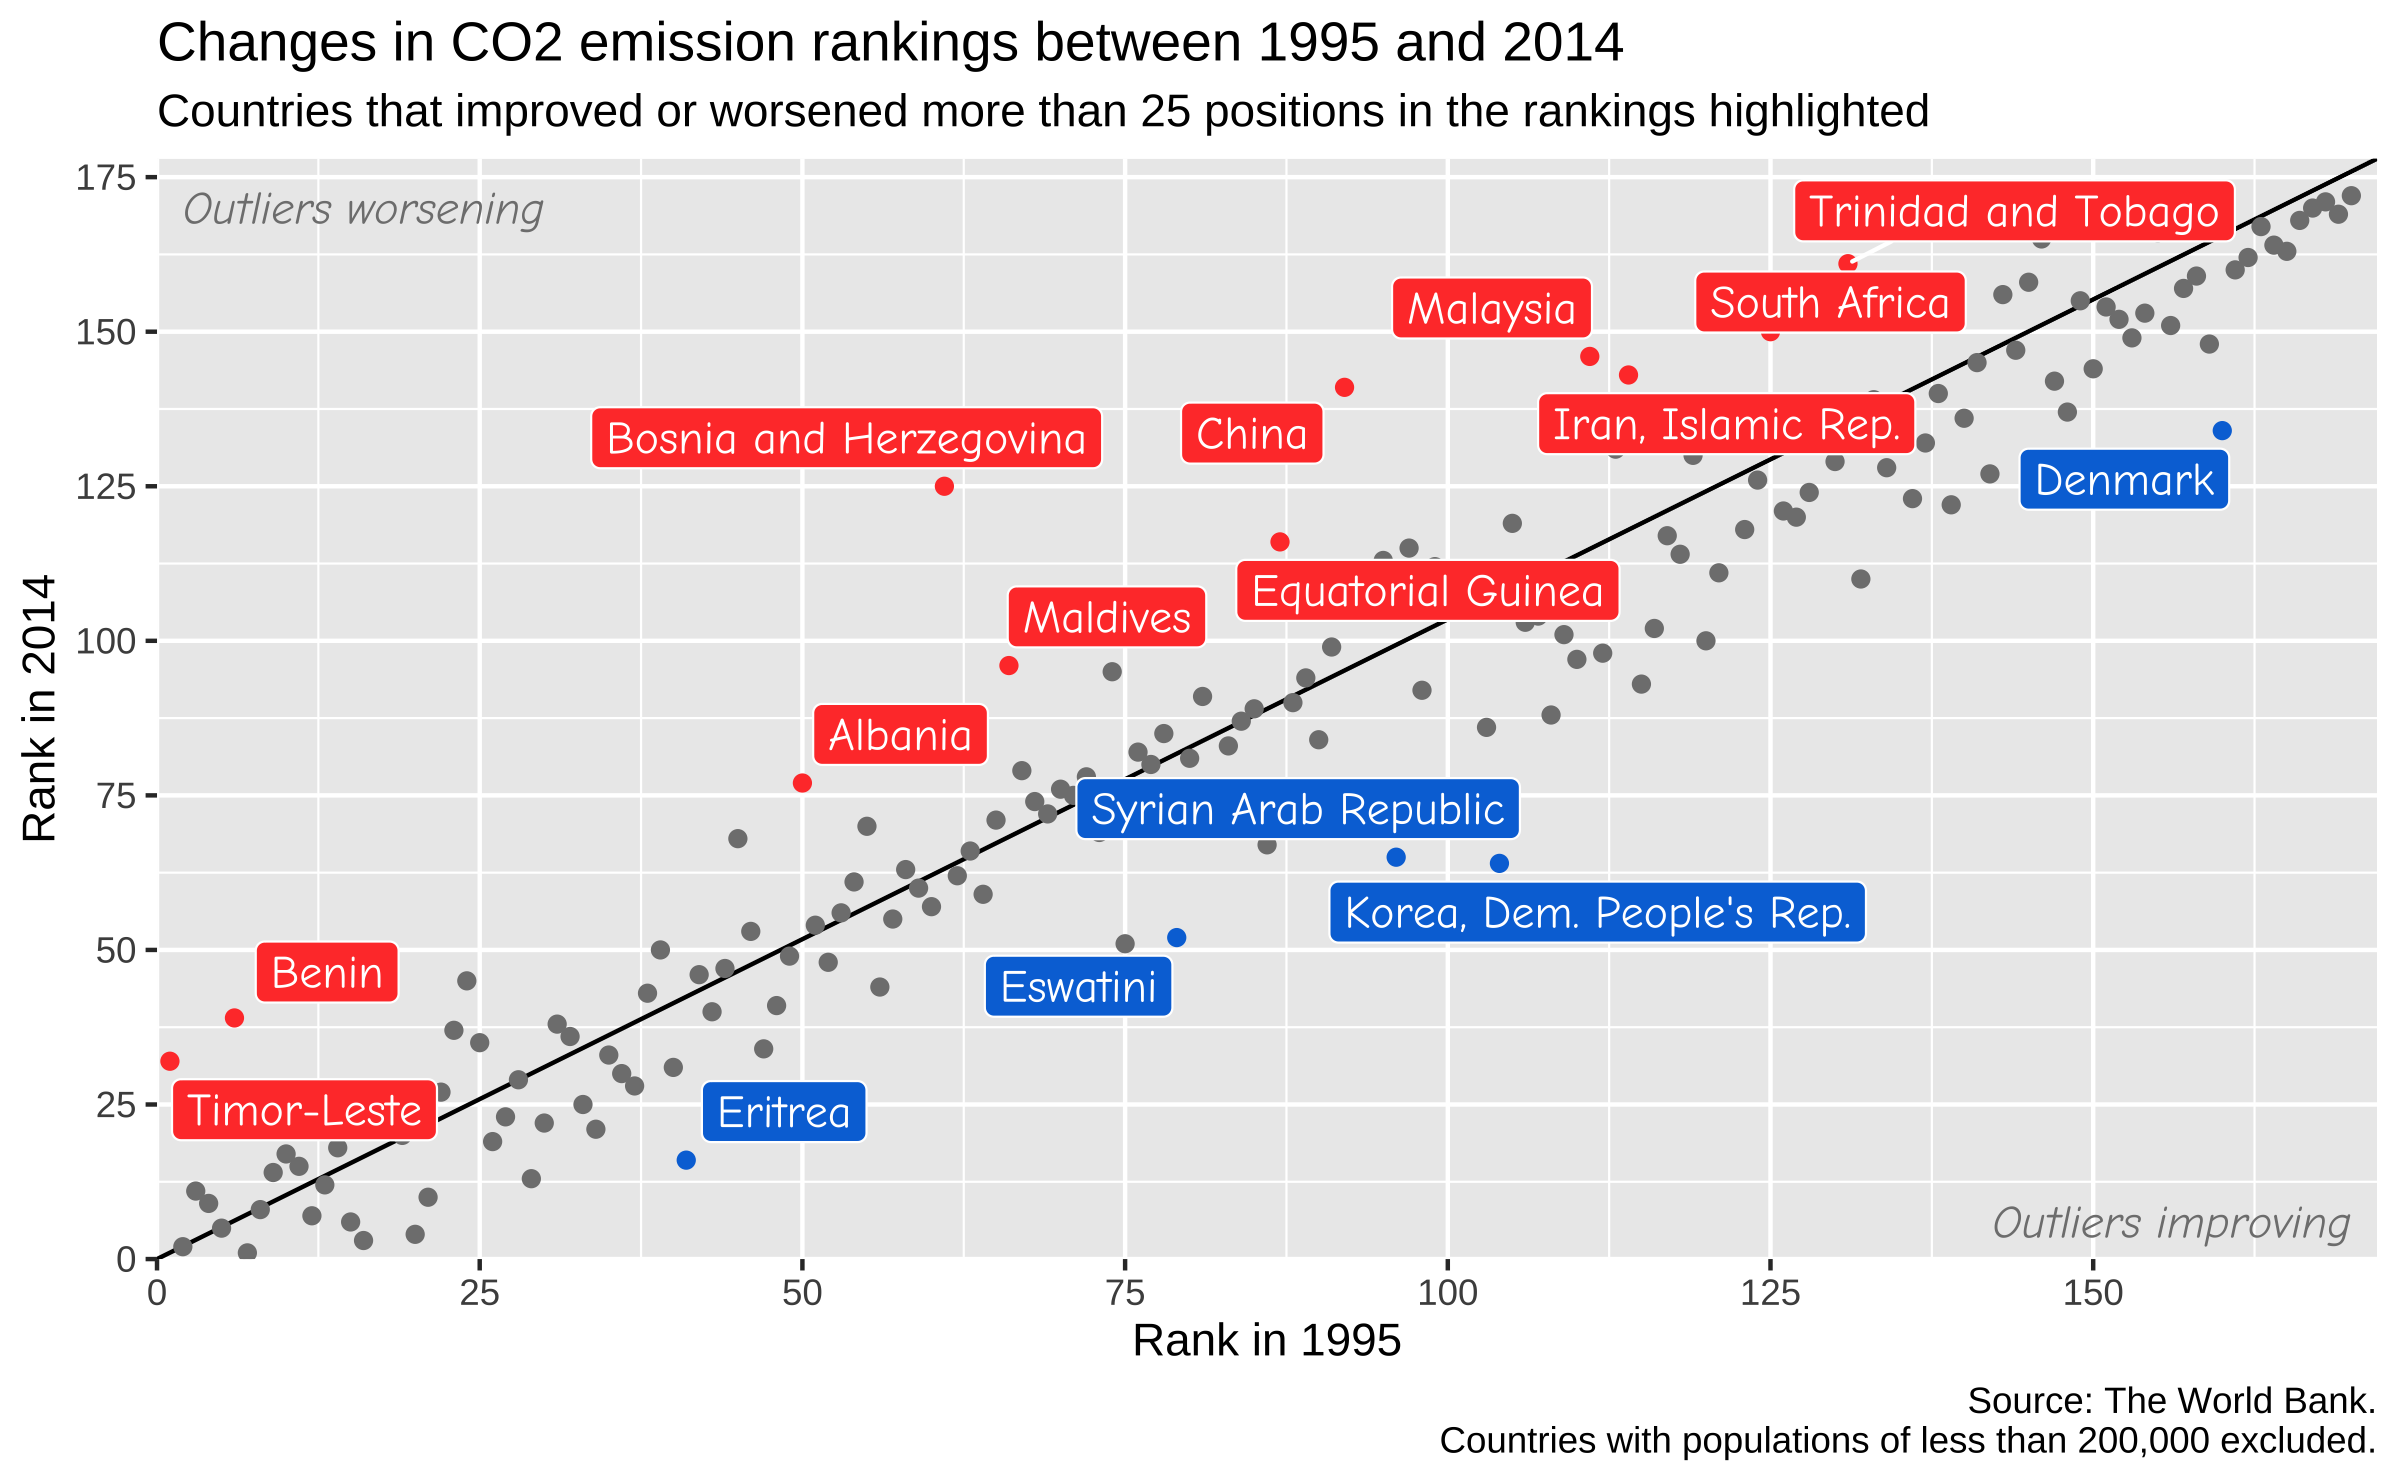 Changes in CO2 emission rankings between 1995 and 2014
Countries that improved or worsened more than 25 positions in the rankings highlighted
175
Outliers worsening
Trinidad and Tobago
Malaysia
South Africa
150
Bosnia and Herzegovina
China
Iran, Islamic Rep.
Denmark
125
Equatorial Guinea
Maldives
100
Albania
75
Syrian Arab Republic
Korea, Dem. People's Rep.
50
Benin
Eswatini
25
Timor-Leste
Eritrea
Outliers improving
0
Rank in 2014
0 25 50 75 100 125 150
Rank in 1995
Source: The World Bank.
Countries with populations of less than 200,000 excluded.